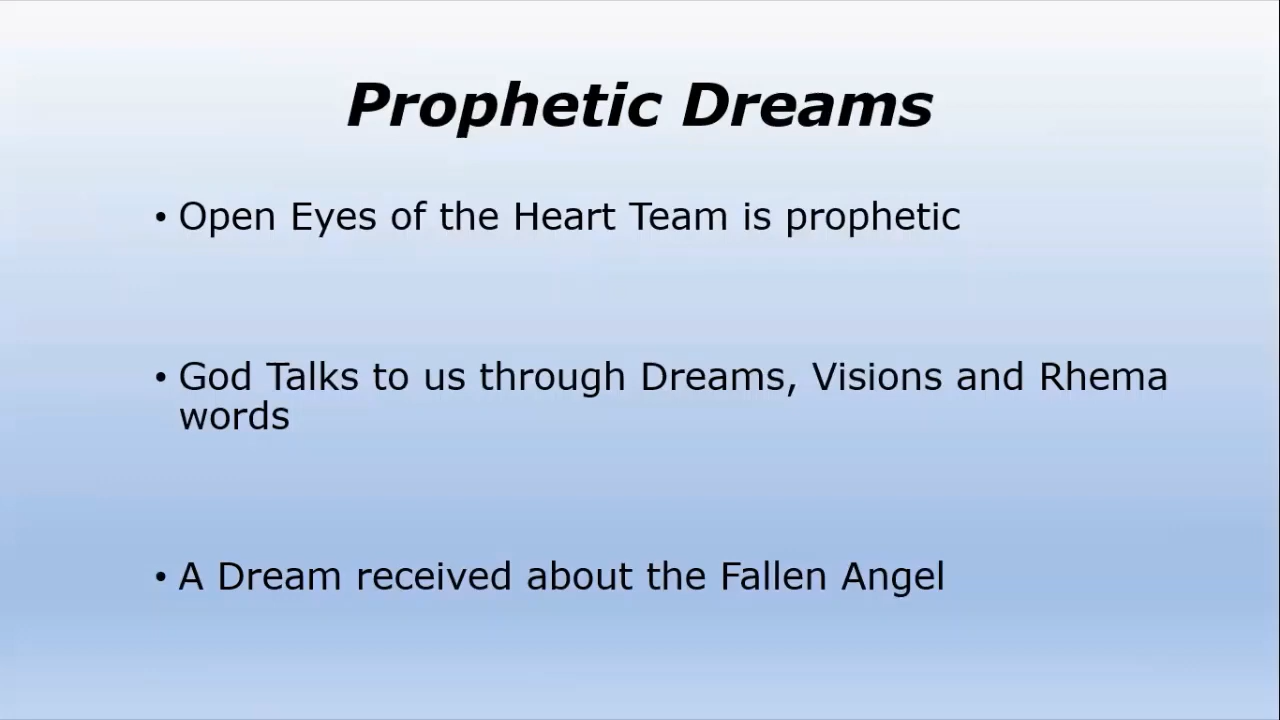 Prophetic Dreams
• Open Eyes of the Heart Team is prophetic
• God Talks to us through Dreams, Visions and Rhema
words
• A Dream received about the Fallen Angel